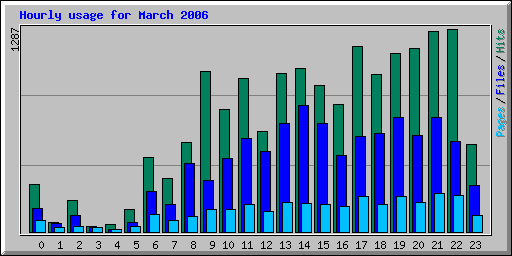 Hourly usage for March 2006
1287
Pages/Files/Hits
0 1 2 3 4 5 6 7 8 9 10 11 12 13 14 15 16 17 18 19 20 21 22 23